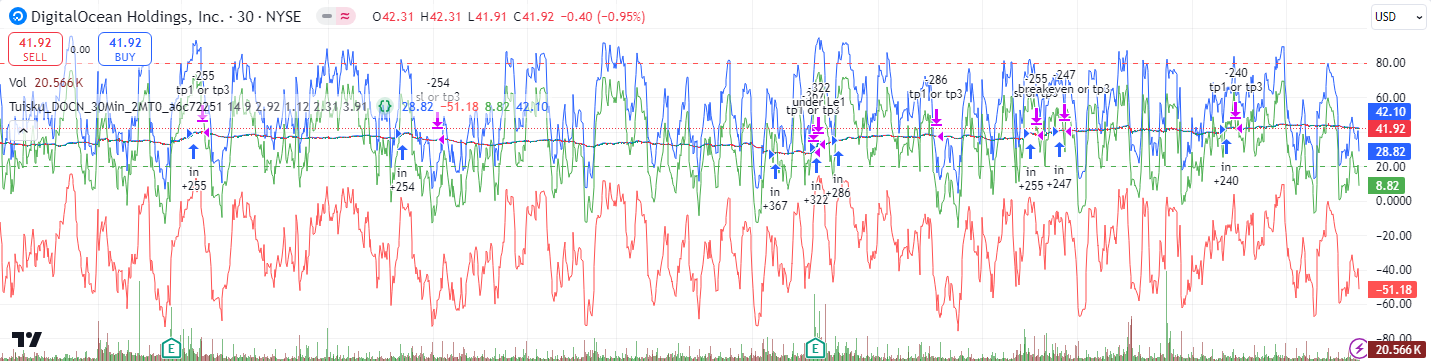 DigitalOcean Holdings, Inc. · 30 · NYSE O42.31 H42.31 L41.91 C41.92 −0.40 (−0.95%)
USD
41.92
SELL
0.00
41.92
BUY
Vol 20.566K
Tulsku_DOCN_30Min_2MT0_a6c72251 14 9 2.92 1.12 2.31 3.91 28.82 −51.18 8.82 42.10
-255
tp1 or tp3
in
+255
-254
sl or tp3
in
+254
in
+367
-322
under Le1
tp1 or tp3
in
+322
in
+286
-286
tp1 or tp3
-255
in
+255
-247
breakeven or tp3
in
+247
-240
tp1 or tp3
in
+240
80.00
60.00
42.10
41.92
28.82
20.00
8.82
0.0000
−20.00
−40.00
−51.18
−60.00
−80.00
20.566K
E
E